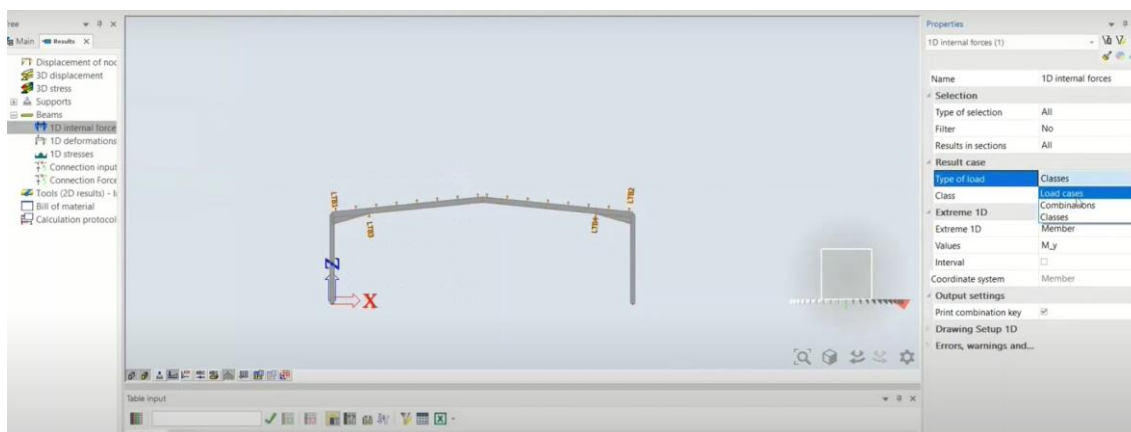 ree
Main Results X
Displacement of noc
3D displacement
3D stress
Supports
Beams
1D internal force
1D deformations
1D stresses
Connection input
Connection Force
Tools (2D results) - I
Bill of material
Calculation protocol
LTB1
LTB3
LTB4
LTB2
Z
X
Table input
Properties
1D internal forces (1)
Name 1D internal forces
Selection
Type of selection All
Filter No
Results in sections All
Result case
Type of load Classes
Load cases
Class
Combinations
Classes
Extreme 1D
Extreme 1D Member
Values M_y
Interval
Coordinate system Member
Output settings
Print combination key
Drawing Setup 1D
Errors, warnings and...